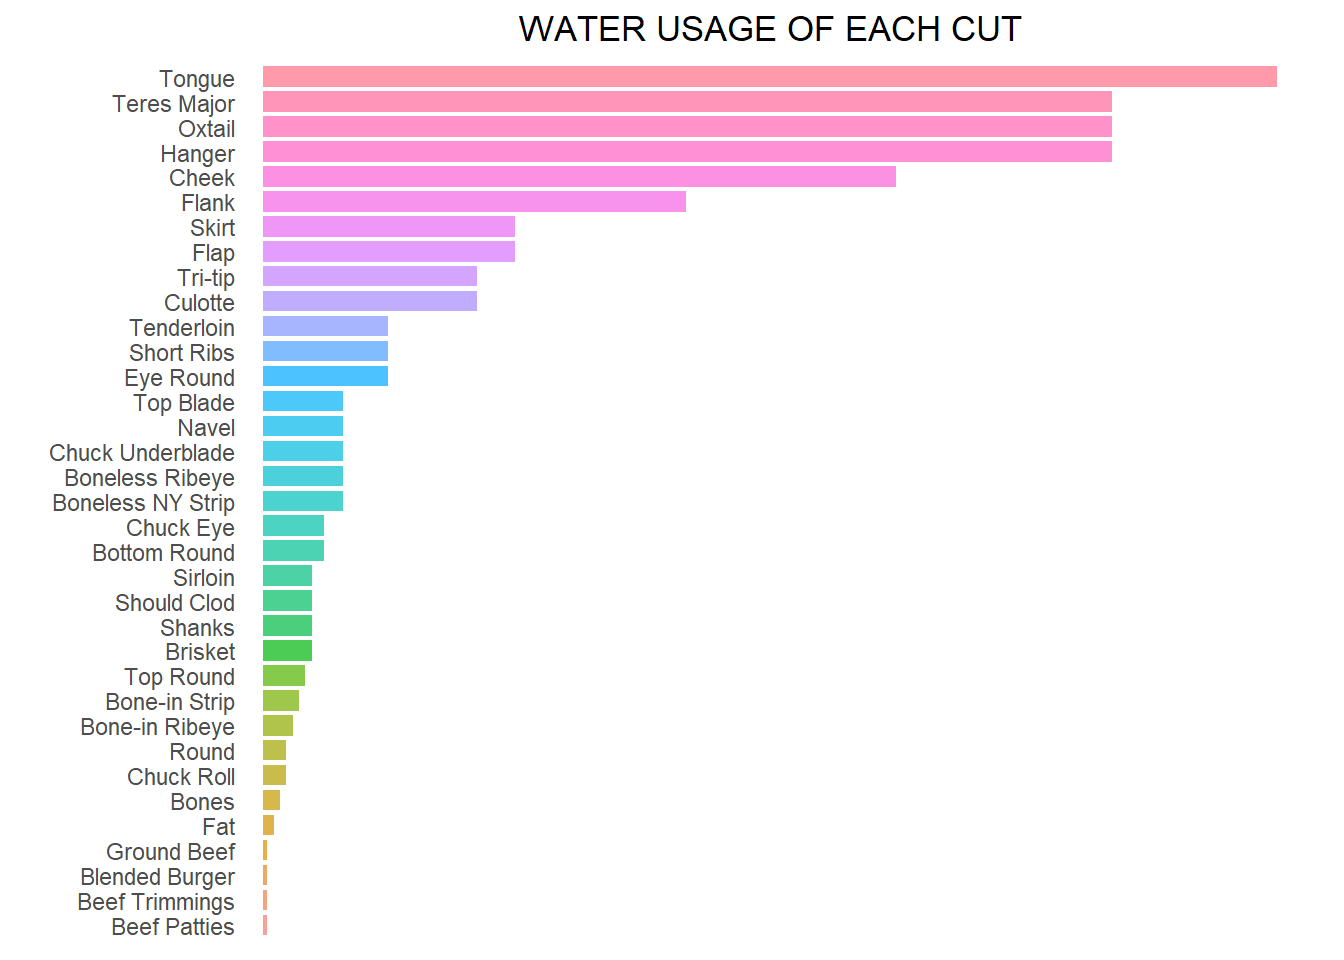 WATER USAGE OF EACH CUT
Tongue
Teres Major
Oxtail
Hanger
Cheek
Flank
Skirt
Flap
Tri-tip
Culotte
Tenderloin
Short Ribs
Eye Round
Top Blade
Navel
Chuck Underblade
Boneless Ribeye
Boneless NY Strip
Chuck Eye
Bottom Round
Sirloin
Should Clod
Shanks
Brisket
Top Round
Bone-in Strip
Bone-in Ribeye
Round
Chuck Roll
Bones
Fat
Ground Beef
Blended Burger
Beef Trimmings
Beef Patties